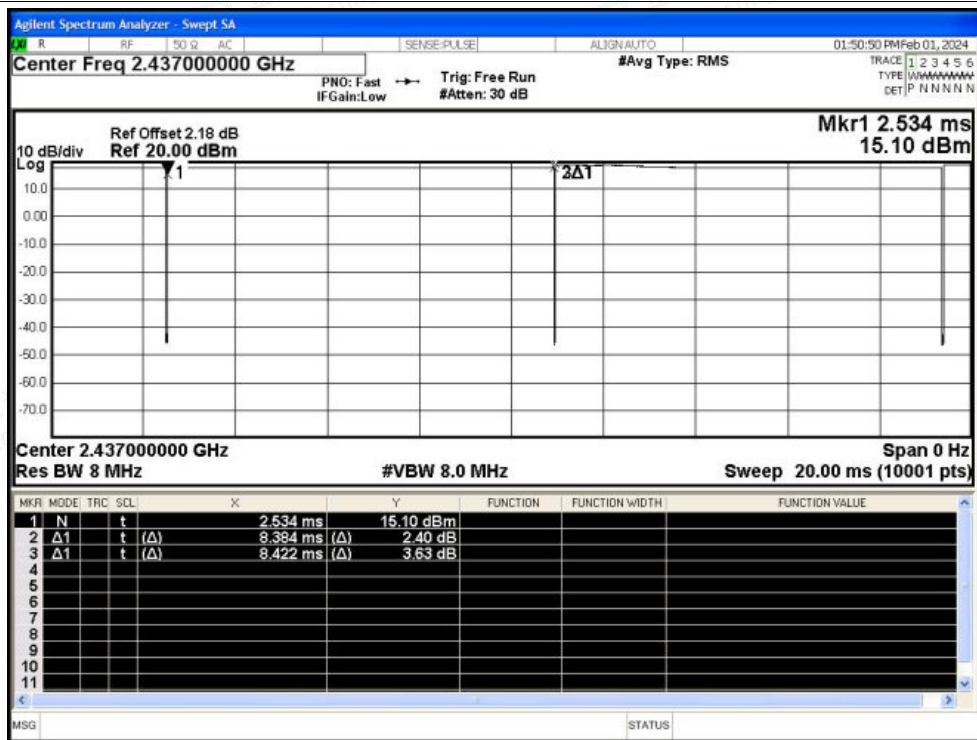 Agilent Spectrum Analyzer - Swept SA
LXI R RF 50 Ω AC SENSE:PULSE ALIGNAUTO 01:50:50 PMFeb 01, 2024
Center Freq 2.437000000 GHz #Avg Type: RMS TRACE 1 2 3 4 5 6
PNO: Fast Trig: Free Run TYPE WWWWWW
IFGain:Low #Atten: 30 dB DET P N N N N N
Ref Offset 2.18 dB Mkr1 2.534 ms
10 dB/div Ref 20.00 dBm 15.10 dBm
Log
1 3Δ1
10.0
0.00
-10.0
-20.0
-30.0
-40.0
-50.0
-60.0
-70.0
Center 2.437000000 GHz Span 0 Hz
Res BW 8 MHz #VBW 8.0 MHz Sweep 20.00 ms (10001 pts)
MKR MODE TRC SCL X Y FUNCTION FUNCTION WIDTH FUNCTION VALUE
1 N t 2.534 ms 15.10 dBm
2 Δ1 t (Δ) 8.384 ms (Δ) 2.40 dB
3 Δ1 t (Δ) 8.422 ms (Δ) 3.63 dB
4
5
6
7
8
9
10
11
MSG STATUS